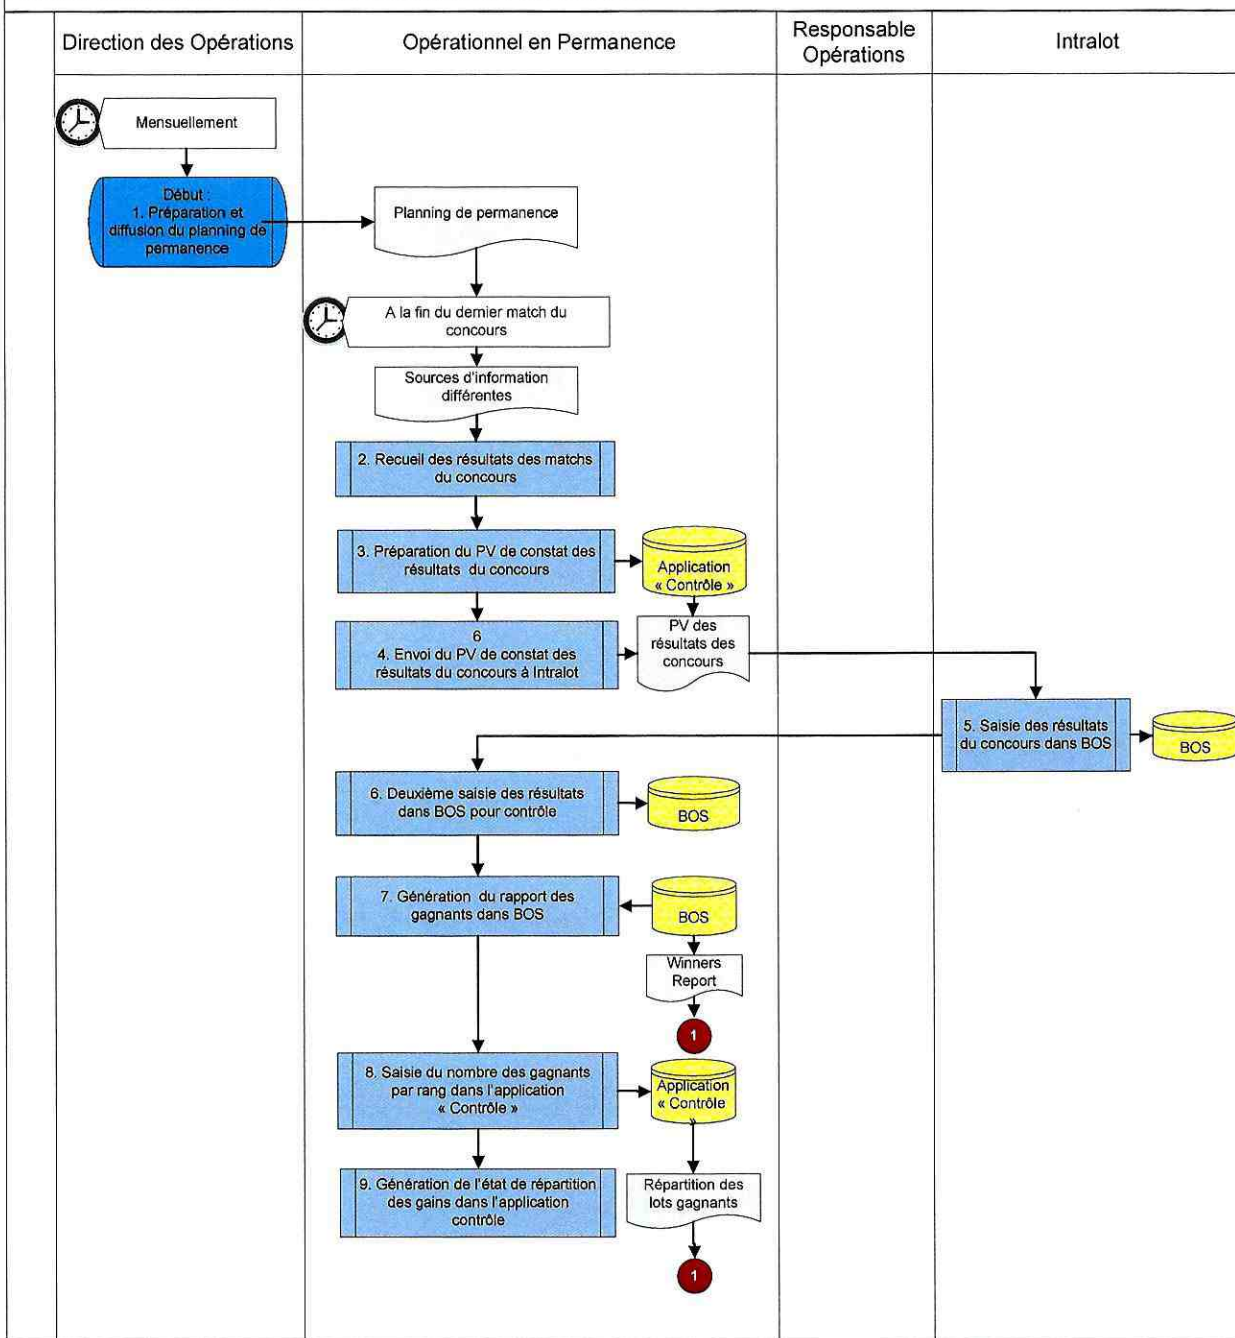 Direction des Opérations
Opérationnel en Permanence
Responsable
Opérations
Intralot
Mensuellement
Début :
1. Préparation et
diffusion du planning de
permanence
Planning de permanence
A la fin du dernier match du
concours
Sources d'information
différentes
2. Recueil des résultats des matchs
du concours
3. Préparation du PV de constat des
résultats du concours
Application
« Contrôle »
6
4. Envoi du PV de constat des
résultats du concours à Intralot
PV des
résultats des
concours
5. Saisie des résultats
du concours dans BOS
BOS
6. Deuxième saisie des résultats
dans BOS pour contrôle
BOS
7. Génération du rapport des
gagnants dans BOS
BOS
Winners
Report
1
8. Saisie du nombre des gagnants
par rang dans l'application
« Contrôle »
Application
« Contrôle
»
9. Génération de l'état de répartition
des gains dans l'application
contrôle
Répartition des
lots gagnants
1